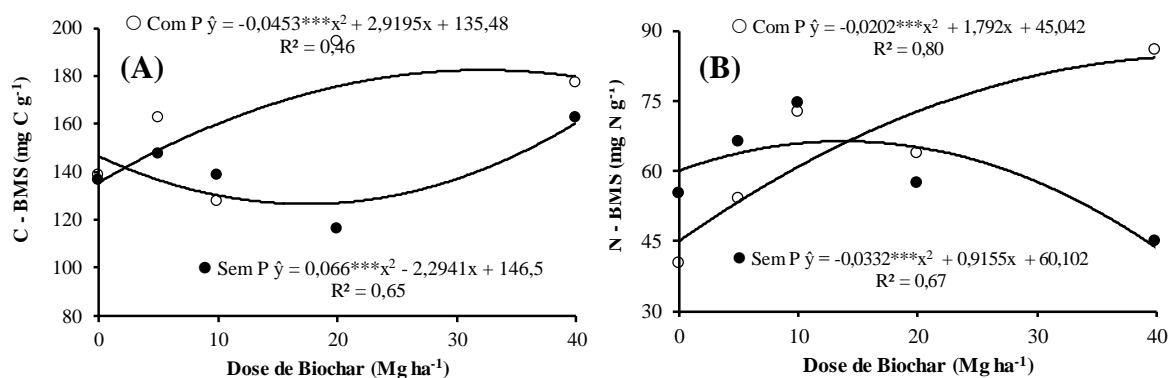 Com P ŷ = -0,0453***x² + 2,9195x + 135,48
R² = 0,46
(A)
C - BMS (mg C g⁻¹)
200
180
160
140
120
100
80
Sem P ŷ = 0,066***x² - 2,2941x + 146,5
R² = 0,65
0
10
20
30
40
Dose de Biochar (Mg ha⁻¹)
Com P ŷ = -0,0202***x² + 1,792x + 45,042
R² = 0,80
(B)
N - BMS (mg N g⁻¹)
90
75
60
45
30
Sem P ŷ = -0,0332***x² + 0,9155x + 60,102
R² = 0,67
0
10
20
30
40
Dose de Biochar (Mg ha⁻¹)